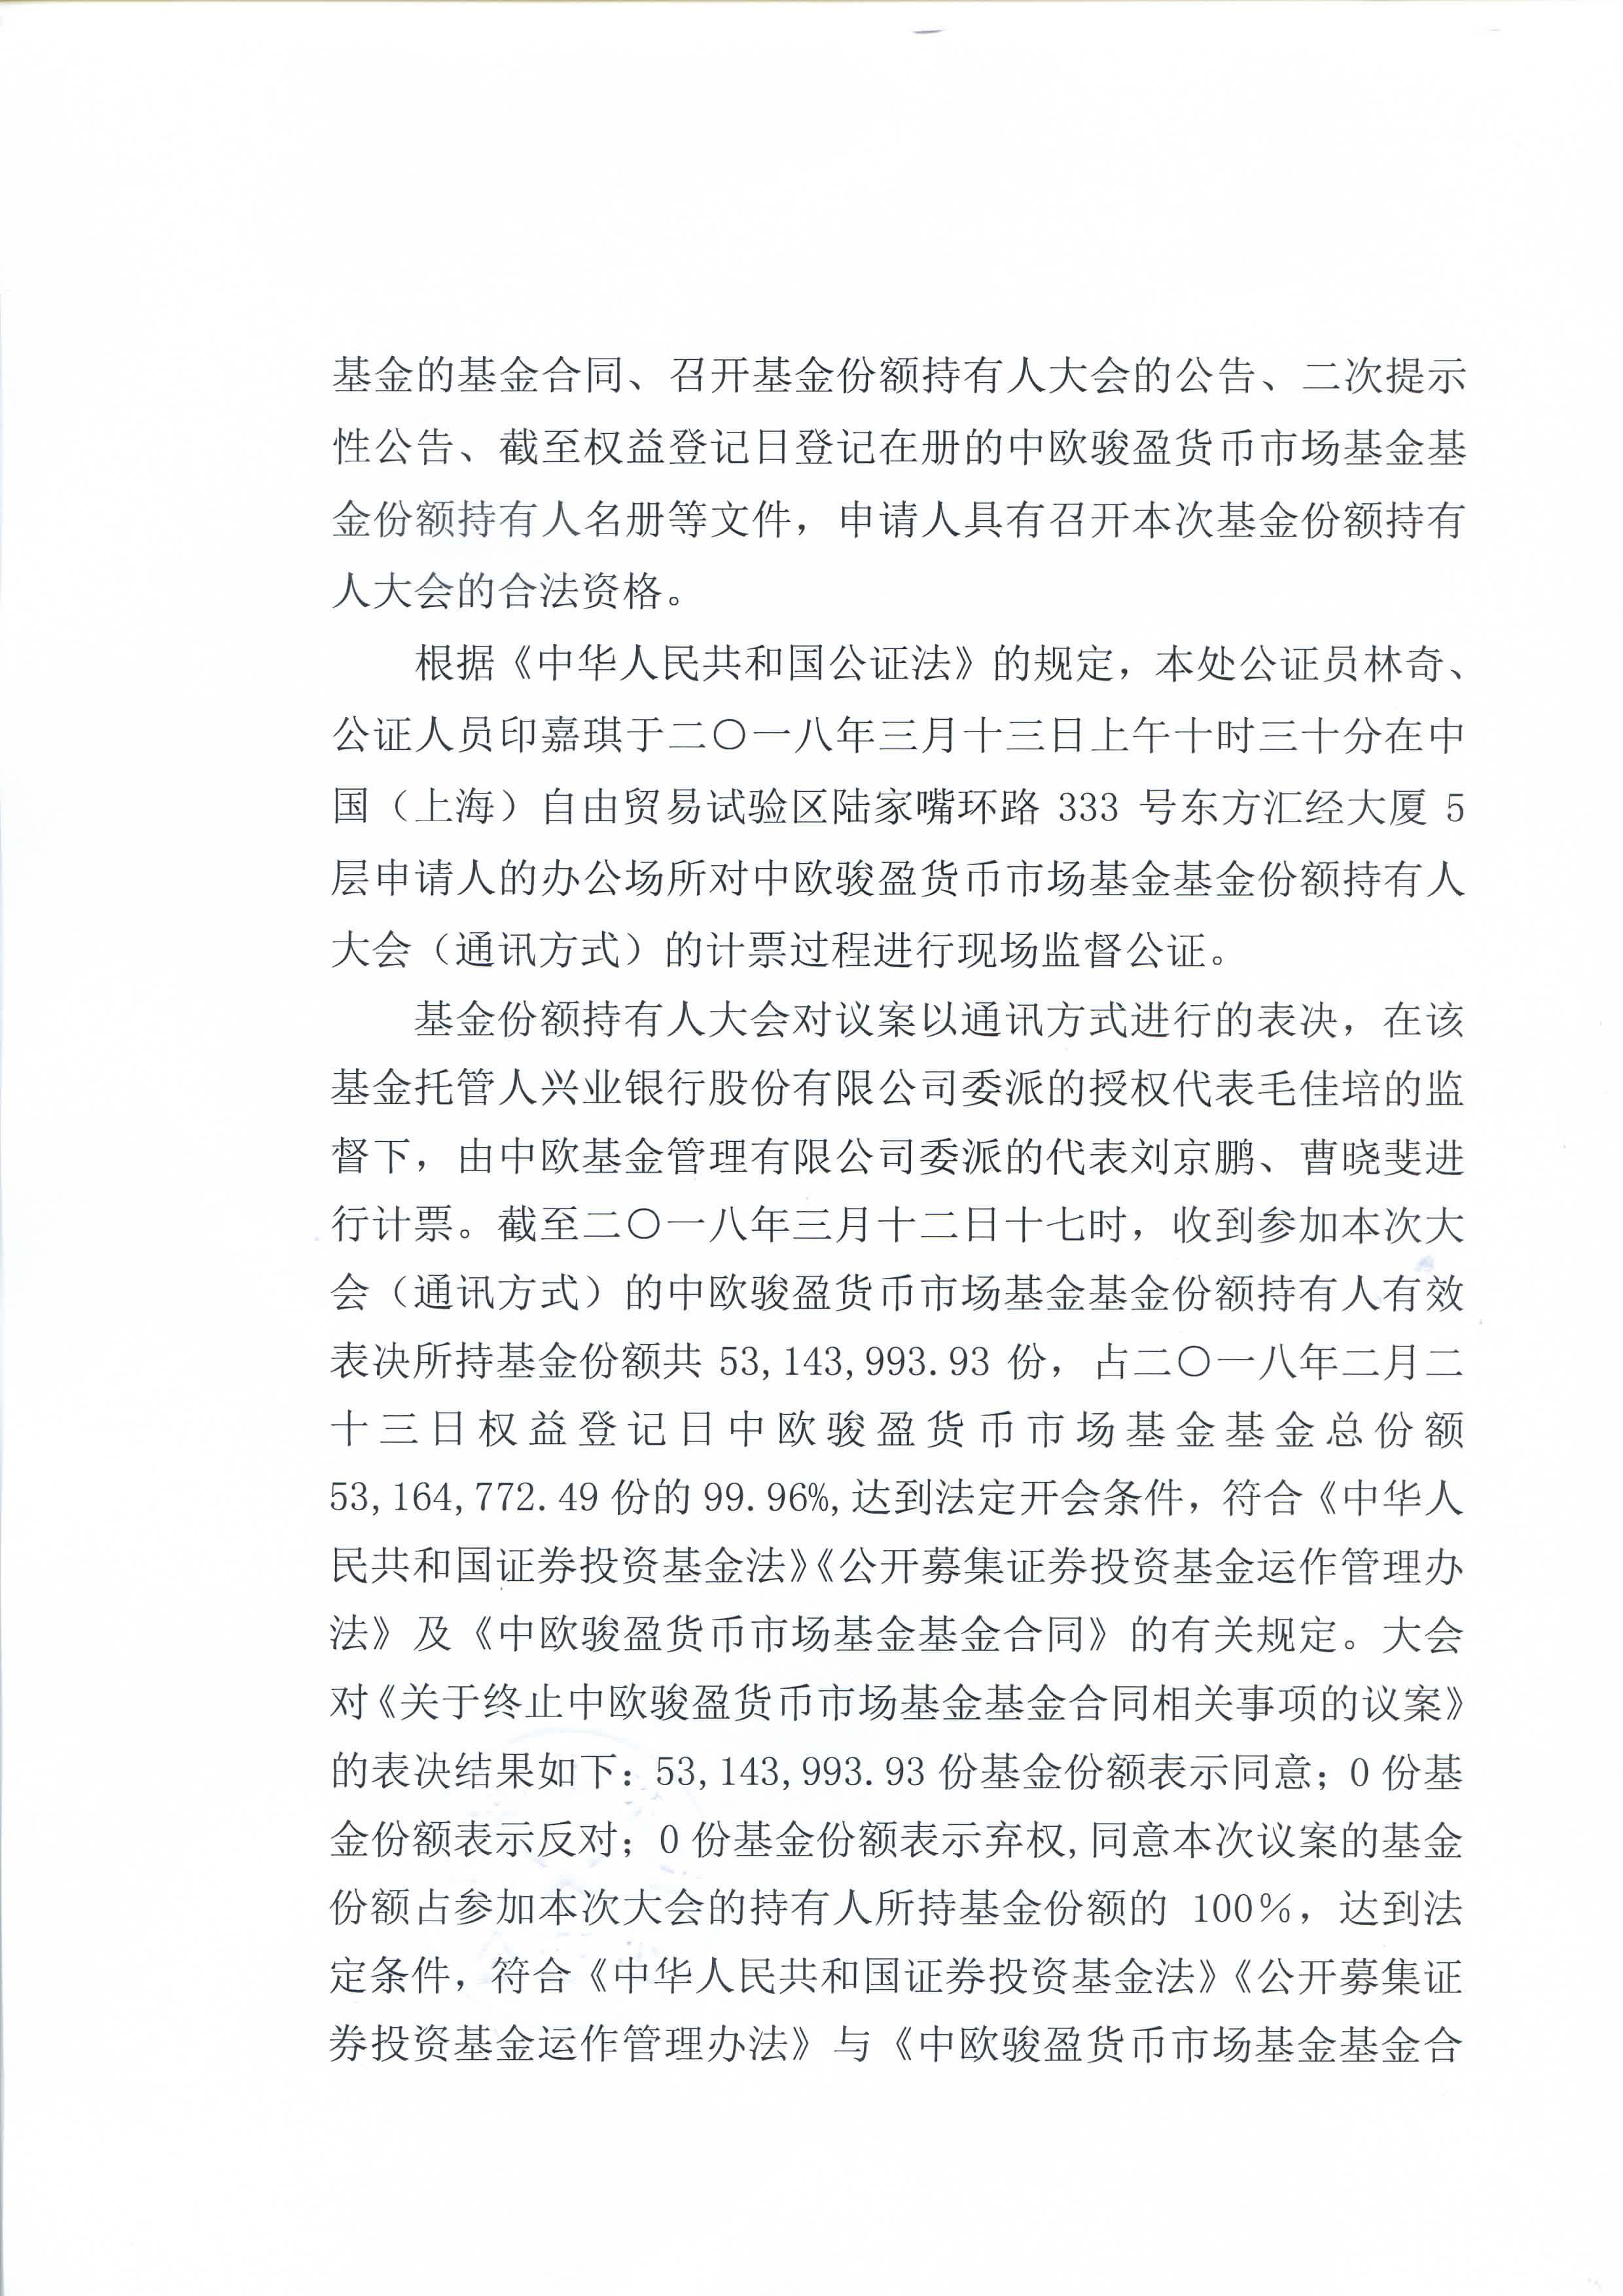 基金的基金合同、召开基金份额持有人大会的公告、二次提示
性公告、截至权益登记日登记在册的中欧骏盈货币市场基金基
金份额持有人名册等文件，申请人具有召开本次基金份额持有
人大会的合法资格。
根据《中华人民共和国公证法》的规定，本处公证员林奇、
公证人员印嘉琪于二〇一八年三月十三日上午十时三十分在中
国（上海）自由贸易试验区陆家嘴环路 333 号东方汇经大厦 5
层申请人的办公场所对中欧骏盈货币市场基金基金份额持有人
大会（通讯方式）的计票过程进行现场监督公证。
基金份额持有人大会对议案以通讯方式进行的表决，在该
基金托管人兴业银行股份有限公司委派的授权代表毛佳培的监
督下，由中欧基金管理有限公司委派的代表刘京鹏、曹晓斐进
行计票。截至二〇一八年三月十二日十七时，收到参加本次大
会（通讯方式）的中欧骏盈货币市场基金基金份额持有人有效
表决所持基金份额共 53,143,993.93 份，占二〇一八年二月二
十三日权益登记日中欧骏盈货币市场基金基金总份额
53,164,772.49 份的 99.96%,达到法定开会条件，符合《中华人
民共和国证券投资基金法》《公开募集证券投资基金运作管理办
法》及《中欧骏盈货币市场基金基金合同》的有关规定。大会
对《关于终止中欧骏盈货币市场基金基金合同相关事项的议案》
的表决结果如下：53,143,993.93 份基金份额表示同意；0 份基
金份额表示反对；0 份基金份额表示弃权,同意本次议案的基金
份额占参加本次大会的持有人所持基金份额的 100%，达到法
定条件，符合《中华人民共和国证券投资基金法》《公开募集证
券投资基金运作管理办法》与《中欧骏盈货币市场基金基金合